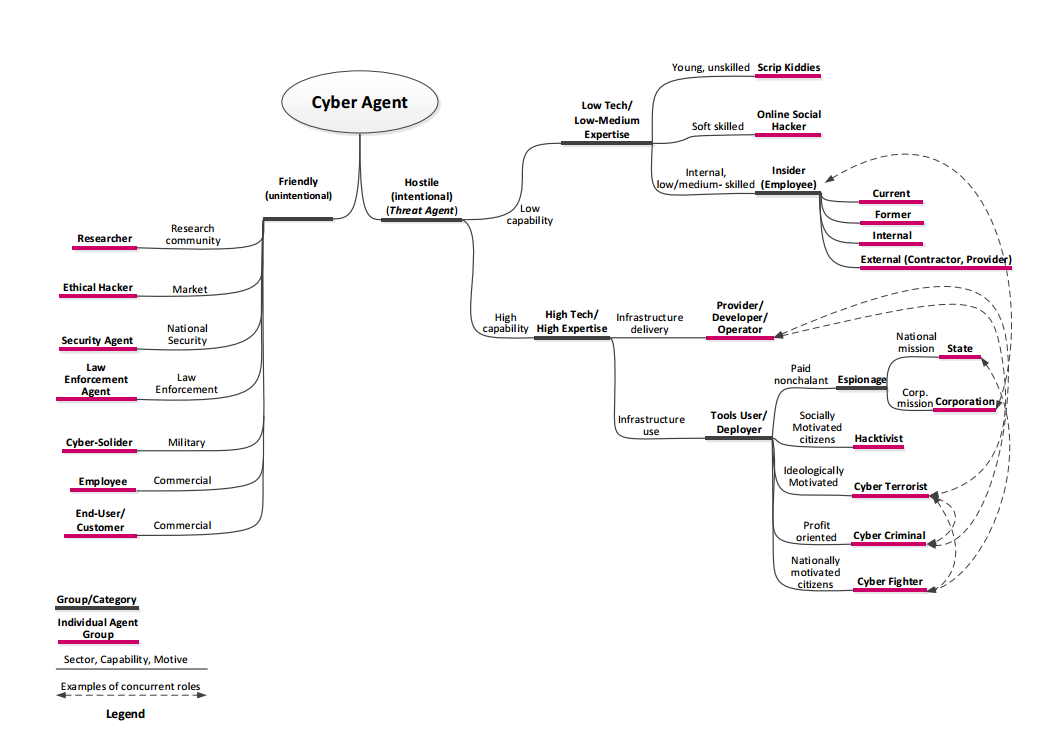 Cyber Agent
Friendly
(unintentional)
Hostile
(intentional)
(Threat Agent)
Researcher
Research
community
Ethical Hacker
Market
Security Agent
National
Security
Law
Enforcement
Agent
Law
Enforcement
Cyber-Solider
Military
Employee
Commercial
End-User/
Customer
Commercial
Low
capability
Low Tech/
Low-Medium
Expertise
Young, unskilled
Scrip Kiddies
Soft skilled
Online Social
Hacker
Internal,
low/medium- skilled
Insider
(Employee)
Current
Former
Internal
External (Contractor, Provider)
High
capability
High Tech/
High Expertise
Infrastructure
delivery
Provider/
Developer/
Operator
Infrastructure
use
Tools User/
Deployer
Paid
nonchalant
Espionage
National
mission
State
Corp.
mission
Corporation
Socially
Motivated
citizens
Hacktivist
Ideologically
Motivated
Cyber Terrorist
Profit
oriented
Cyber Criminal
Nationally
motivated
citizens
Cyber Fighter
Group/Category
Individual Agent
Group
Sector, Capability, Motive
Examples of concurrent roles
Legend